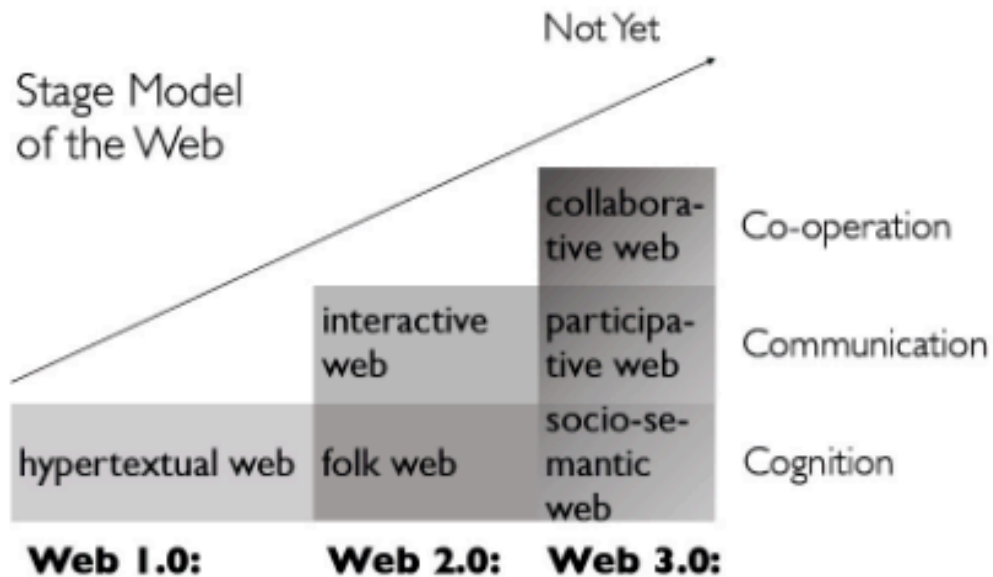 Not Yet
Stage Model
of the Web
collabora-
tive web
Co-operation
interactive
web
participa-
tive web
Communication
hypertextual web
folk web
socio-se-
mantic
web
Cognition
Web 1.0:
Web 2.0:
Web 3.0: